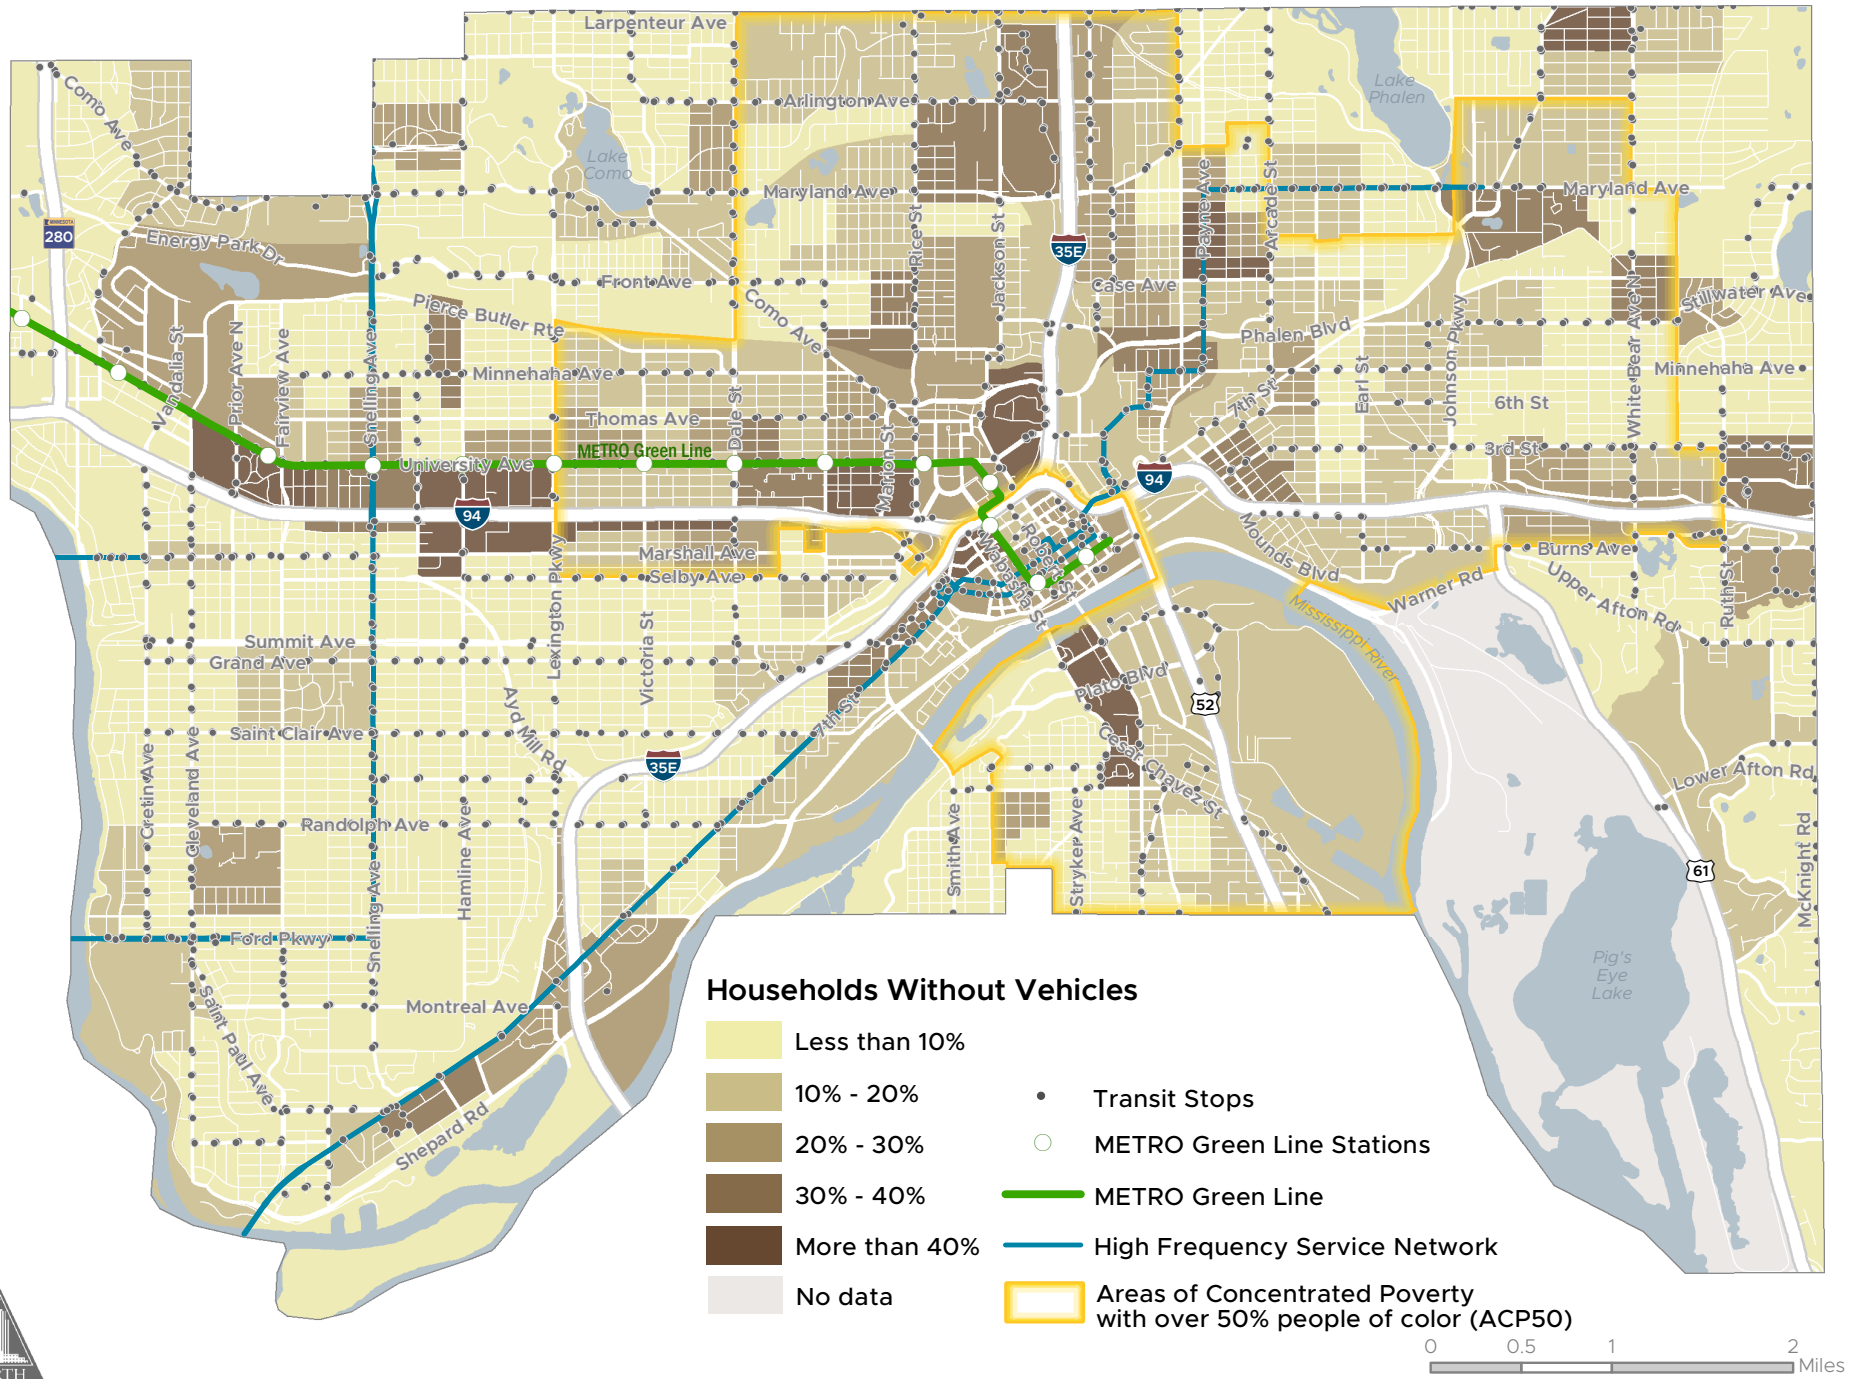 Larpenteur Ave
Como Ave
Lake
Phalen
Arlington Ave
Lake
Como
Maryland Ave
Maryland Ave
MINNESOTA
280
Energy Park Dr
Rice St
Jackson St
35E
Payne Ave
Arcade St
Front Ave
Case Ave
Pierce Butler Rte
Como Ave
Stillwater Ave
Vandalia St
Prior Ave N
Fairview Ave
Snelling Ave
Phalen Blvd
Johnson Pkwy
White Bear Ave N
Minnehaha Ave
Minnehaha Ave
Earl St
7th St
6th St
Thomas Ave
Dale St
METRO Green Line
University Ave
Marion St
3rd St
94
94
Marshall Ave
Selby Ave
Lexington Pkwy
Robert St
Wabasha St
Mounds Blvd
Burns Ave
Warner Rd
Upper Afton Rd
Ruth St
Mississippi River
Summit Ave
Grand Ave
Victoria St
Plato Blvd
52
Ayd Mill Rd
7th St
Saint Clair Ave
Cesar Chavez St
35E
Lower Afton Rd
Cretin Ave
Cleveland Ave
Randolph Ave
Hamline Ave
Snelling Ave
Smith Ave
Stryker Ave
61
McKnight Rd
Ford Pkwy
Pig's
Eye
Lake
Saint Paul Ave
Montreal Ave
Shepard Rd
Households Without Vehicles
Less than 10%
10% - 20%
20% - 30%
30% - 40%
More than 40%
No data
Transit Stops
METRO Green Line Stations
METRO Green Line
High Frequency Service Network
Areas of Concentrated Poverty
with over 50% people of color (ACP50)
0 0.5 1 2
Miles